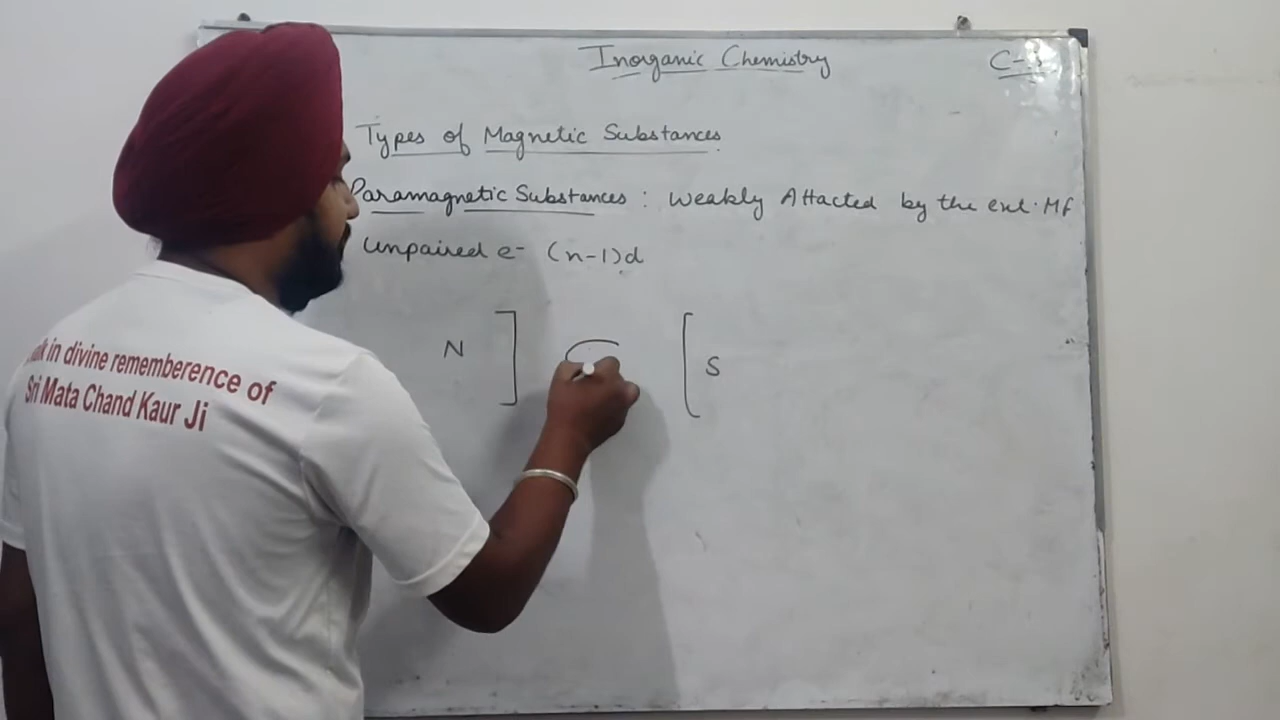 Inorganic Chemistry
Types of Magnetic Substances
Paramagnetic Substances : Weakly Attacted by the ext. Mf
Unpaired e- (n-1)d
N
S
in divine rememberence of
Sri Mata Chand Kaur Ji